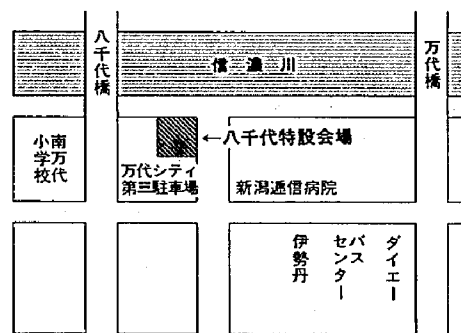 八千代橋
信濃川
万代橋
南万代
小学校
←八千代特設会場
万代シティ
第三駐車場
新潟逓信病院
伊勢丹
バス
センター
ダイエー